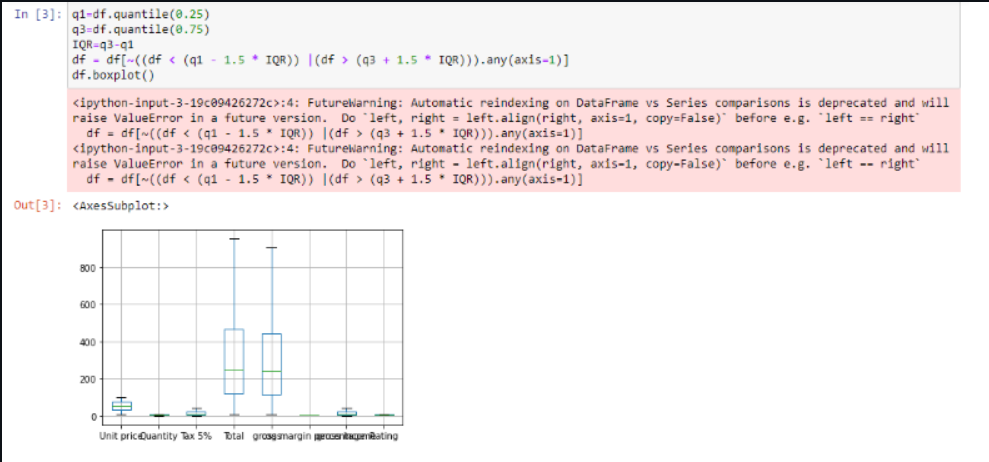 In [3]: q1=df.quantile(0.25)
q3=df.quantile(0.75)
IQR=q3-q1
df = df[~((df < (q1 - 1.5 * IQR)) |(df > (q3 + 1.5 * IQR))).any(axis=1)]
df.boxplot()
<ipython-input-3-19c09426272c>:4: FutureWarning: Automatic reindexing on DataFrame vs Series comparisons is deprecated and will
raise ValueError in a future version. Do `left, right = left.align(right, axis=1, copy=False)` before e.g. `left == right`
df = df[~((df < (q1 - 1.5 * IQR)) |(df > (q3 + 1.5 * IQR))).any(axis=1)]
<ipython-input-3-19c09426272c>:4: FutureWarning: Automatic reindexing on DataFrame vs Series comparisons is deprecated and will
raise ValueError in a future version. Do `left, right = left.align(right, axis=1, copy=False)` before e.g. `left == right`
df = df[~((df < (q1 - 1.5 * IQR)) |(df > (q3 + 1.5 * IQR))).any(axis=1)]
Out[3]: <AxesSubplot:>
800
600
400
200
0
Unit price Quantity Tax 5% Total margin Rating